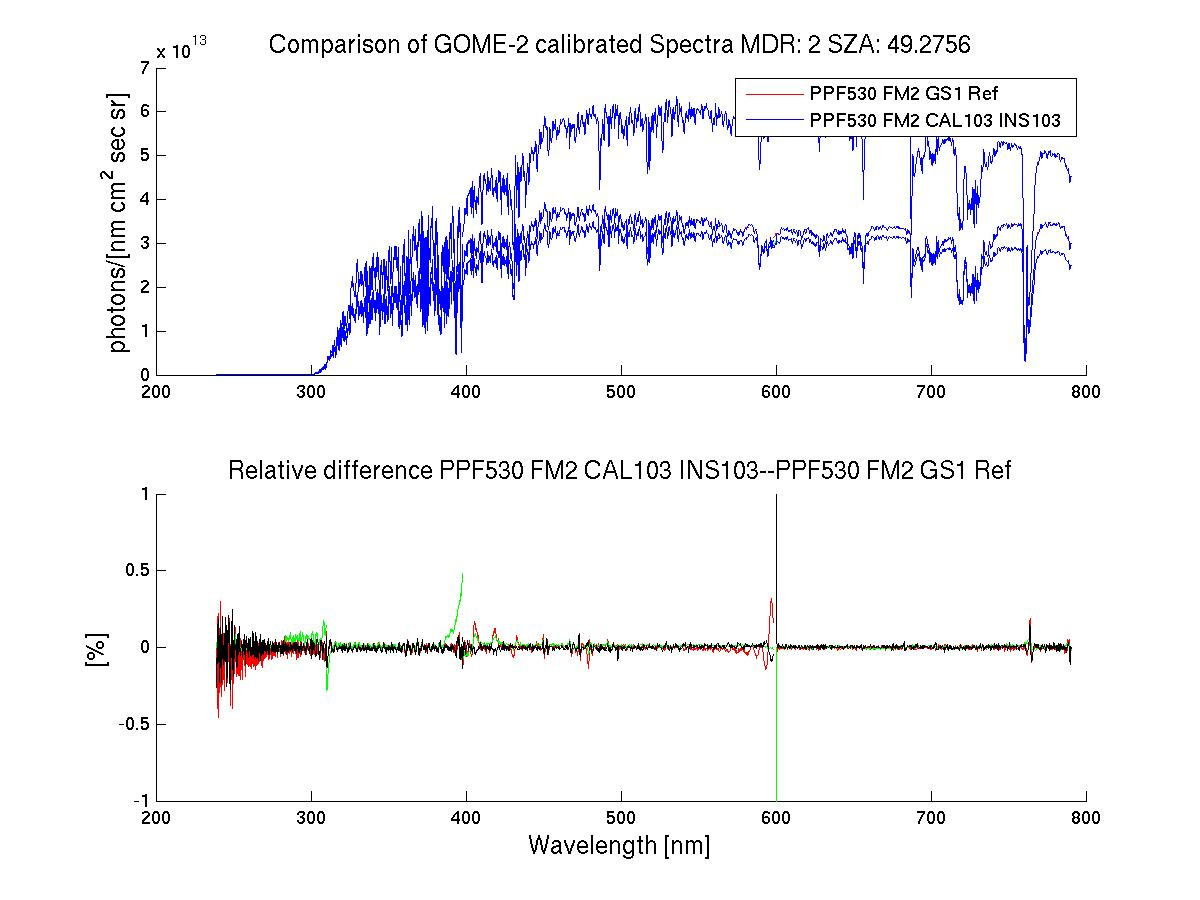 Comparison of GOME-2 calibrated Spectra MDR: 2 SZA: 49.2756
x 10^13
7
6
5
4
3
2
1
0
photons/[nm cm² sec sr]
PPF530 FM2 GS1 Ref
PPF530 FM2 CAL103 INS103
200 300 400 500 600 700 800
Relative difference PPF530 FM2 CAL103 INS103--PPF530 FM2 GS1 Ref
1
0.5
0
-0.5
-1
[%]
200 300 400 500 600 700 800
Wavelength [nm]